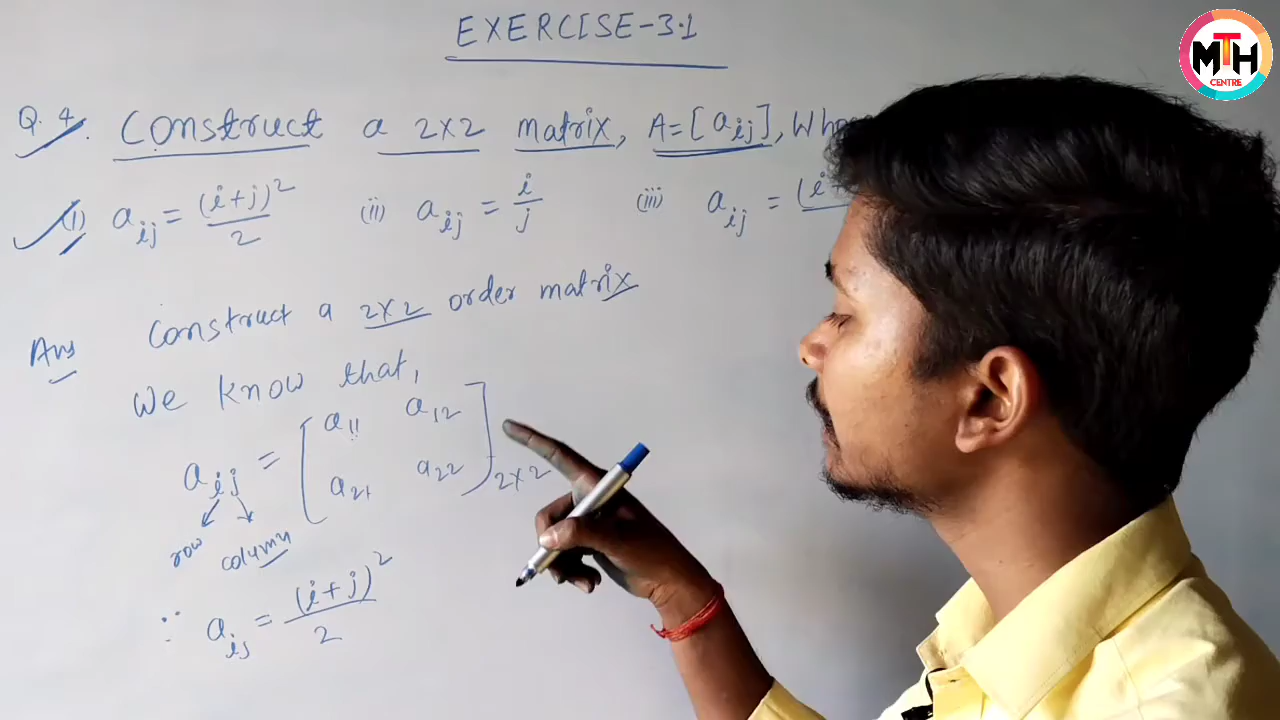 EXERCISE-3.1
MTH
CENTRE
Q.4. Construct a 2x2 matrix, A=[aij],
(i) aij = (i+j)²/2 (ii) aij = i/j (iii) aij = (i+
Ans Construct a 2x2 order matrix
We know that,
aij = [a11 a12
a21 a22]2x2
row column
∵ aij = (i+j)²/2